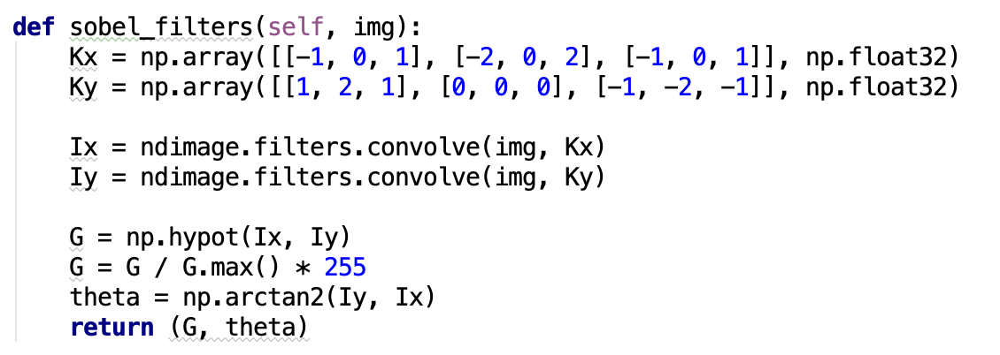 def sobel_filters(self, img):
    Kx = np.array([[-1, 0, 1], [-2, 0, 2], [-1, 0, 1]], np.float32)
    Ky = np.array([[1, 2, 1], [0, 0, 0], [-1, -2, -1]], np.float32)

    Ix = ndimage.filters.convolve(img, Kx)
    Iy = ndimage.filters.convolve(img, Ky)

    G = np.hypot(Ix, Iy)
    G = G / G.max() * 255
    theta = np.arctan2(Iy, Ix)
    return (G, theta)